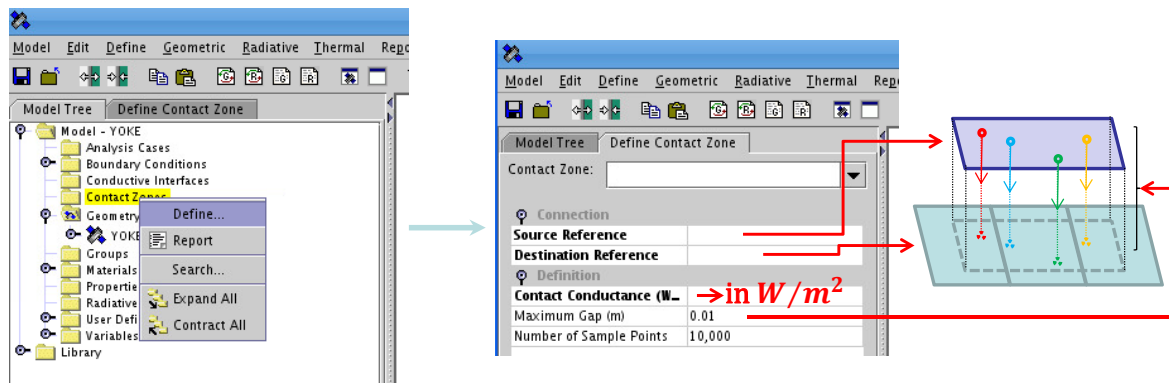 Model Edit Define Geometric Radiative Thermal Repo
Model Tree Define Contact Zone
Model - YOKE
Analysis Cases
Boundary Conditions
Conductive Interfaces
Contact Zones
Geometry
YOKE
Groups
Materials
Propertie
Radiative
User Defi
Variables
Library
Define...
Report
Search...
Expand All
Contract All
Model Edit Define Geometric Radiative Thermal Rep
Model Tree Define Contact Zone
Contact Zone:
Connection
Source Reference
Destination Reference
Definition
Contact Conductance (W... in W/m²
Maximum Gap (m) 0.01
Number of Sample Points 10,000